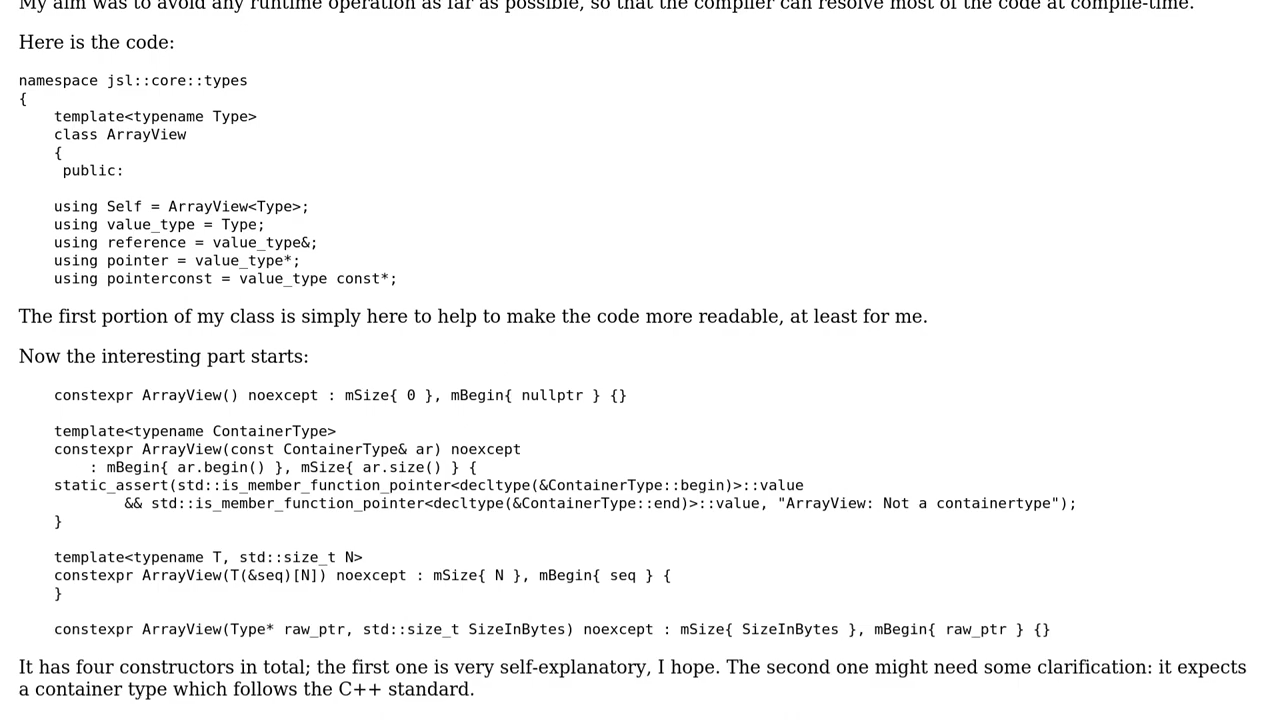 My aim was to avoid any runtime operation as far as possible, so that the compiler can resolve most of the code at compile-time.
Here is the code:
namespace jsl::core::types
{
    template<typename Type>
    class ArrayView
    {
     public:
    using Self = ArrayView<Type>;
    using value_type = Type;
    using reference = value_type&;
    using pointer = value_type*;
    using pointerconst = value_type const*;
The first portion of my class is simply here to help to make the code more readable, at least for me.
Now the interesting part starts:
    constexpr ArrayView() noexcept : mSize{ 0 }, mBegin{ nullptr } {}
    template<typename ContainerType>
    constexpr ArrayView(const ContainerType& ar) noexcept
        : mBegin{ ar.begin() }, mSize{ ar.size() } {
    static_assert(std::is_member_function_pointer<decltype(&ContainerType::begin)>::value
            && std::is_member_function_pointer<decltype(&ContainerType::end)>::value, "ArrayView: Not a containertype");
    }
    template<typename T, std::size_t N>
    constexpr ArrayView(T(&seq)[N]) noexcept : mSize{ N }, mBegin{ seq } {
    }
    constexpr ArrayView(Type* raw_ptr, std::size_t SizeInBytes) noexcept : mSize{ SizeInBytes }, mBegin{ raw_ptr } {}
It has four constructors in total; the first one is very self-explanatory, I hope. The second one might need some clarification: it expects
a container type which follows the C++ standard.